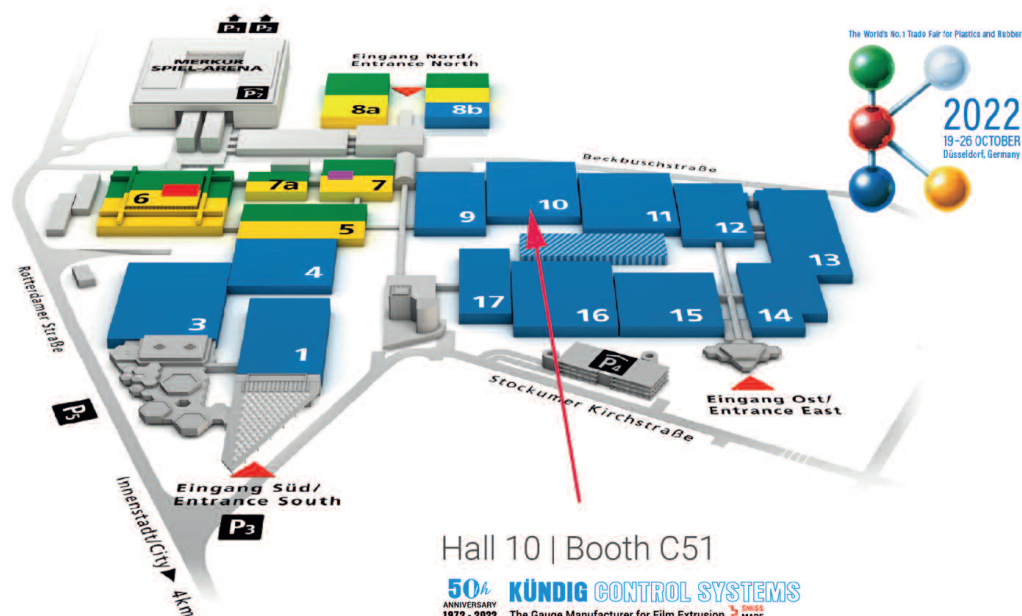 P1 P2
MERKUR
SPIEL-ARENA
P7
Eingang Nord/
Entrance North
8a
8b
The World's No. 1 Trade Fair for Plastics and Rubber
2022
19-26 OCTOBER
Düsseldorf, Germany
Beckbuschstraße
6
7a
7
5
9
10
11
12
13
4
3
1
17
16
15
14
Rotterdamer Straße
P4
P5
Stockumer Kirchstraße
Eingang Ost/
Entrance East
Eingang Süd/
Entrance South
P3
Innenstadt/City
4km
Hall 10 | Booth C51
50th
ANNIVERSARY
1972 - 2022
KÜNDIG CONTROL SYSTEMS
The Gauge Manufacturer for Film Extrusion
SWISS
MADE